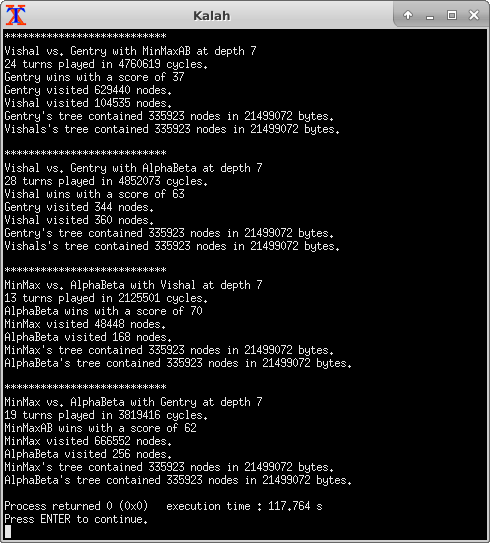 Kalah
***************************
Vishal vs. Gentry with MinMaxAB at depth 7
24 turns played in 4760619 cycles.
Gentry wins with a score of 37
Gentry visited 629440 nodes.
Vishal visited 104535 nodes.
Gentry's tree contained 335923 nodes in 21499072 bytes.
Vishals's tree contained 335923 nodes in 21499072 bytes.
***************************
Vishal vs. Gentry with AlphaBeta at depth 7
28 turns played in 4852073 cycles.
Vishal wins with a score of 63
Gentry visited 344 nodes.
Vishal visited 360 nodes.
Gentry's tree contained 335923 nodes in 21499072 bytes.
Vishals's tree contained 335923 nodes in 21499072 bytes.
***************************
MinMax vs. AlphaBeta with Vishal at depth 7
13 turns played in 2125501 cycles.
AlphaBeta wins with a score of 70
MinMax visited 48448 nodes.
AlphaBeta visited 168 nodes.
MinMax's tree contained 335923 nodes in 21499072 bytes.
AlphaBeta's tree contained 335923 nodes in 21499072 bytes.
***************************
MinMax vs. AlphaBeta with Gentry at depth 7
19 turns played in 3819416 cycles.
MinMaxAB wins with a score of 62
MinMax visited 666552 nodes.
AlphaBeta visited 256 nodes.
MinMax's tree contained 335923 nodes in 21499072 bytes.
AlphaBeta's tree contained 335923 nodes in 21499072 bytes.
Process returned 0 (0x0)   execution time : 117.764 s
Press ENTER to continue.